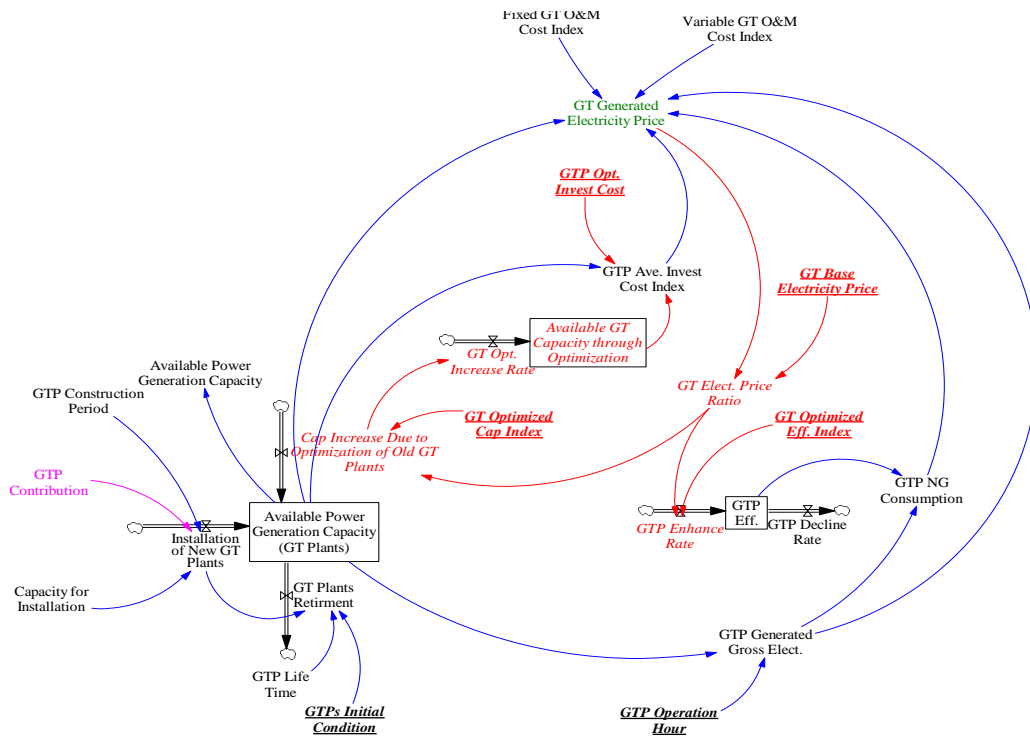 Fixed GT O&M
Cost Index
Variable GT O&M
Cost Index
GT Generated
Electricity Price
GTP Opt.
Invest Cost
GTP Ave. Invest
Cost Index
GT Base
Electricity Price
Available GT
Capacity through
Optimization
GT Opt.
Increase Rate
Available Power
Generation Capacity
GTP Construction
Period
GT Elect. Price
Ratio
GT Optimized
Cap Index
GT Optimized
Eff. Index
Cap Increase Due to
Optimization of Old GT
Plants
GTP
Contribution
GTP NG
Consumption
Available Power
Generation Capacity
(GT Plants)
GTP
Eff.
GTP Enhance
Rate
GTP Decline
Rate
Installation
of New GT
Plants
Capacity for
Installation
GT Plants
Retirment
GTP Generated
Gross Elect.
GTP Life
Time
GTPs Initial
Condition
GTP Operation
Hour